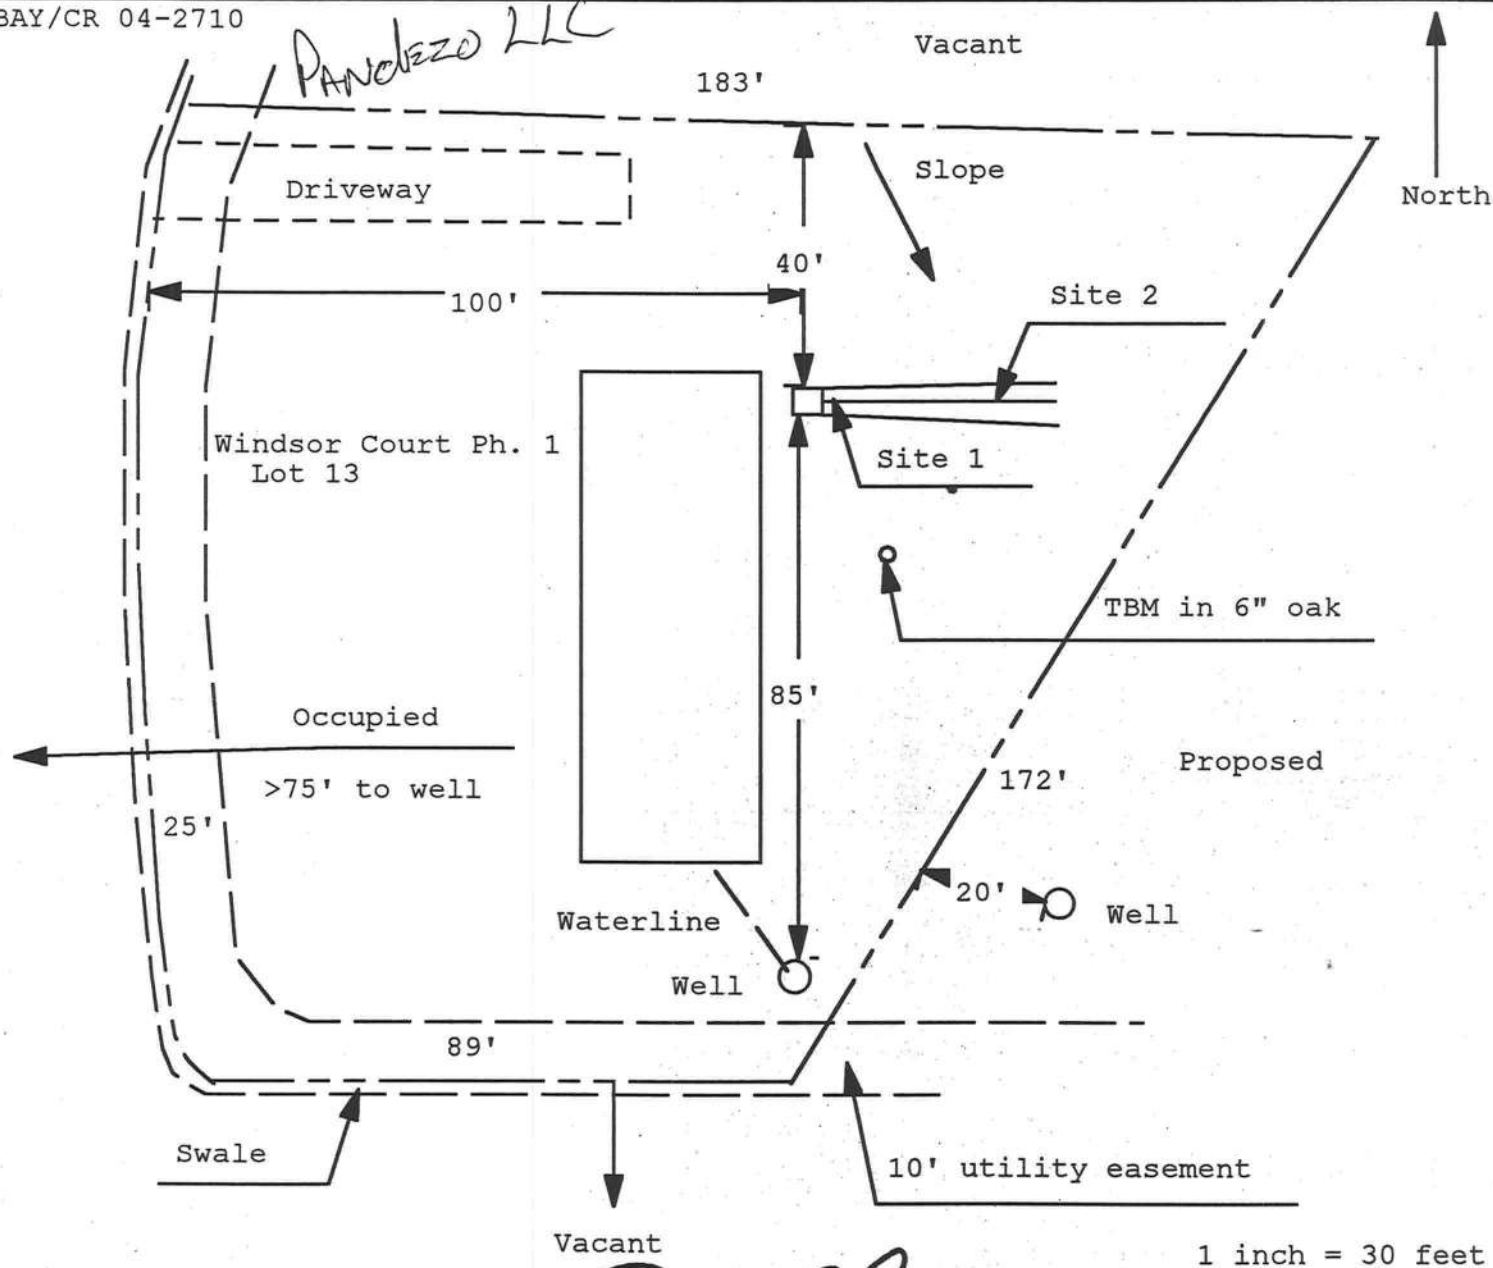 BAY/CR 04-2710
PANDEZO LLC
Vacant
183'
Slope
North
Driveway
40'
100'
Site 2
Windsor Court Ph. 1
Lot 13
Site 1
TBM in 6" oak
85'
Occupied
>75' to well
172'
Proposed
25'
20'
Well
Waterline
Well
89'
Swale
10' utility easement
Vacant
1 inch = 30 feet